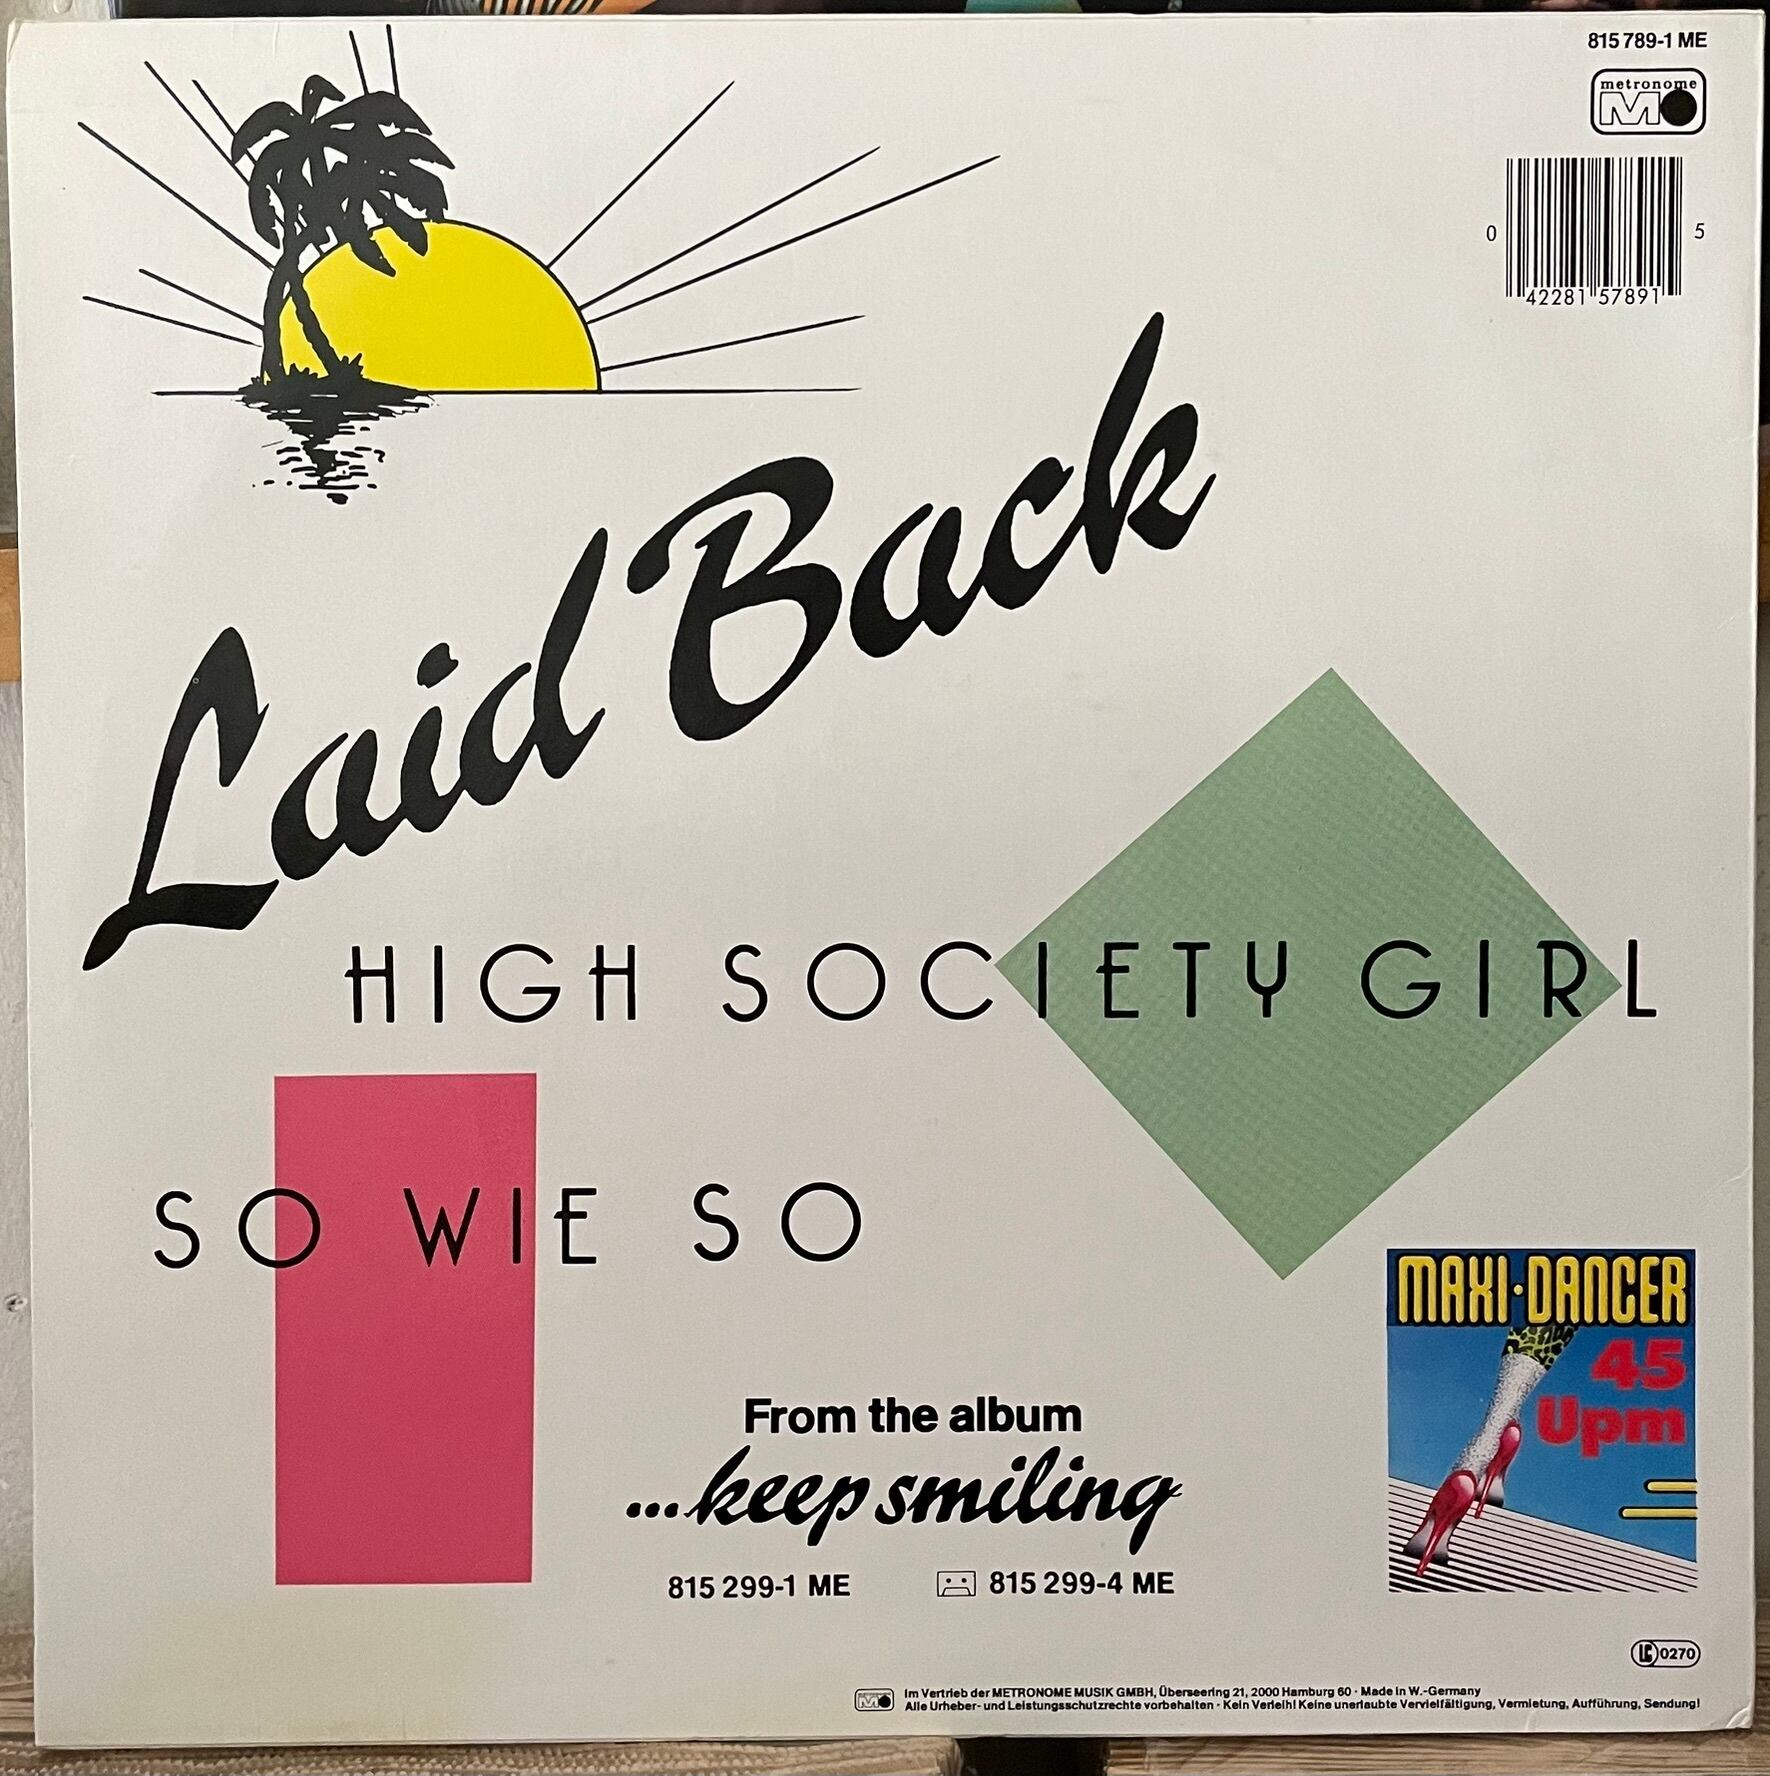 815 789-1 ME
metronome
0 42281 57891 5
Laid Back
HIGH SOCIETY GIRL
SO WIE SO
MAXI·DANCER
45
Upm
From the album
...keep smiling
815 299-1 ME 815 299-4 ME
LC 0270
Im Vertrieb der METRONOME MUSIK GMBH, Überseering 21, 2000 Hamburg 60 · Made in W.-Germany
Alle Urheber- und Leistungsschutzrechte vorbehalten · Kein Verleih! Keine unerlaubte Vervielfältigung, Vermietung, Aufführung, Sendung!